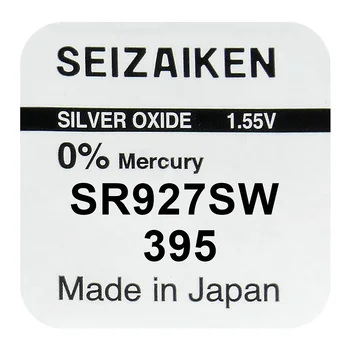 SEIZAIKEN
SILVER OXIDE 1.55V
0% Mercury
SR927SW
395
Made in Japan